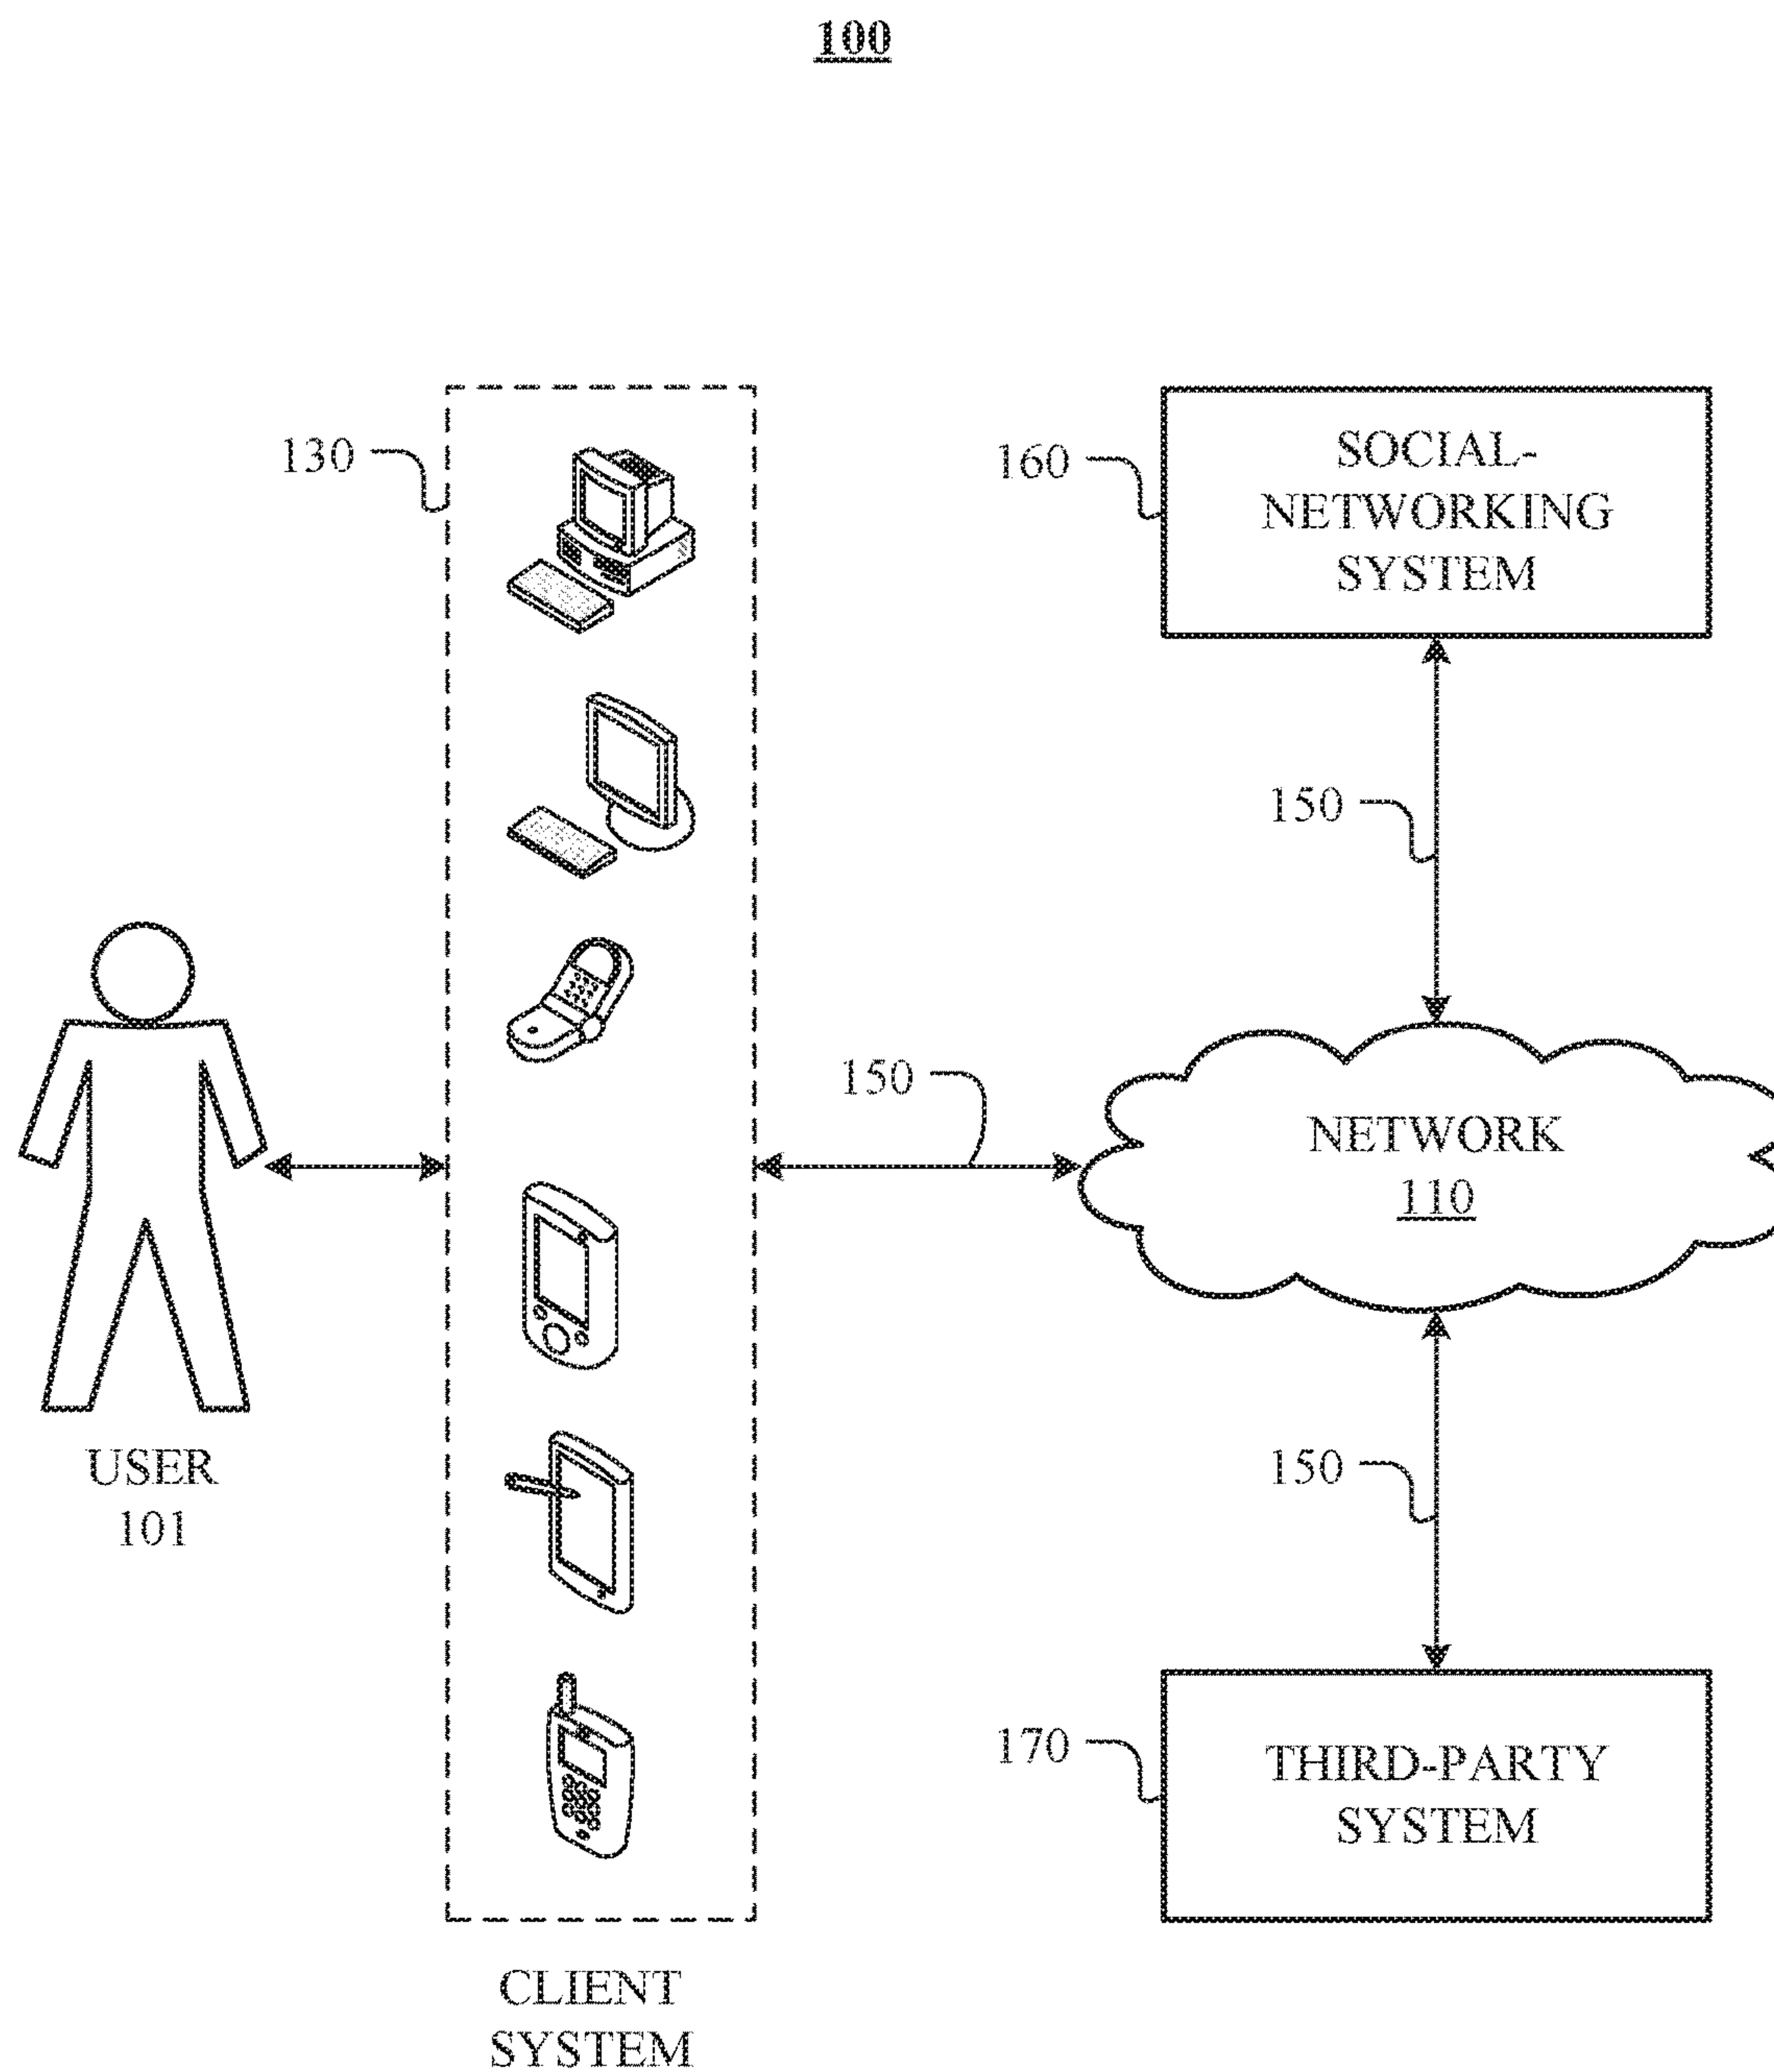 100
130
160
SOCIAL-
NETWORKING
SYSTEM
150
150
NETWORK
110
USER
101
150
170
THIRD-PARTY
SYSTEM
CLIENT
SYSTEM